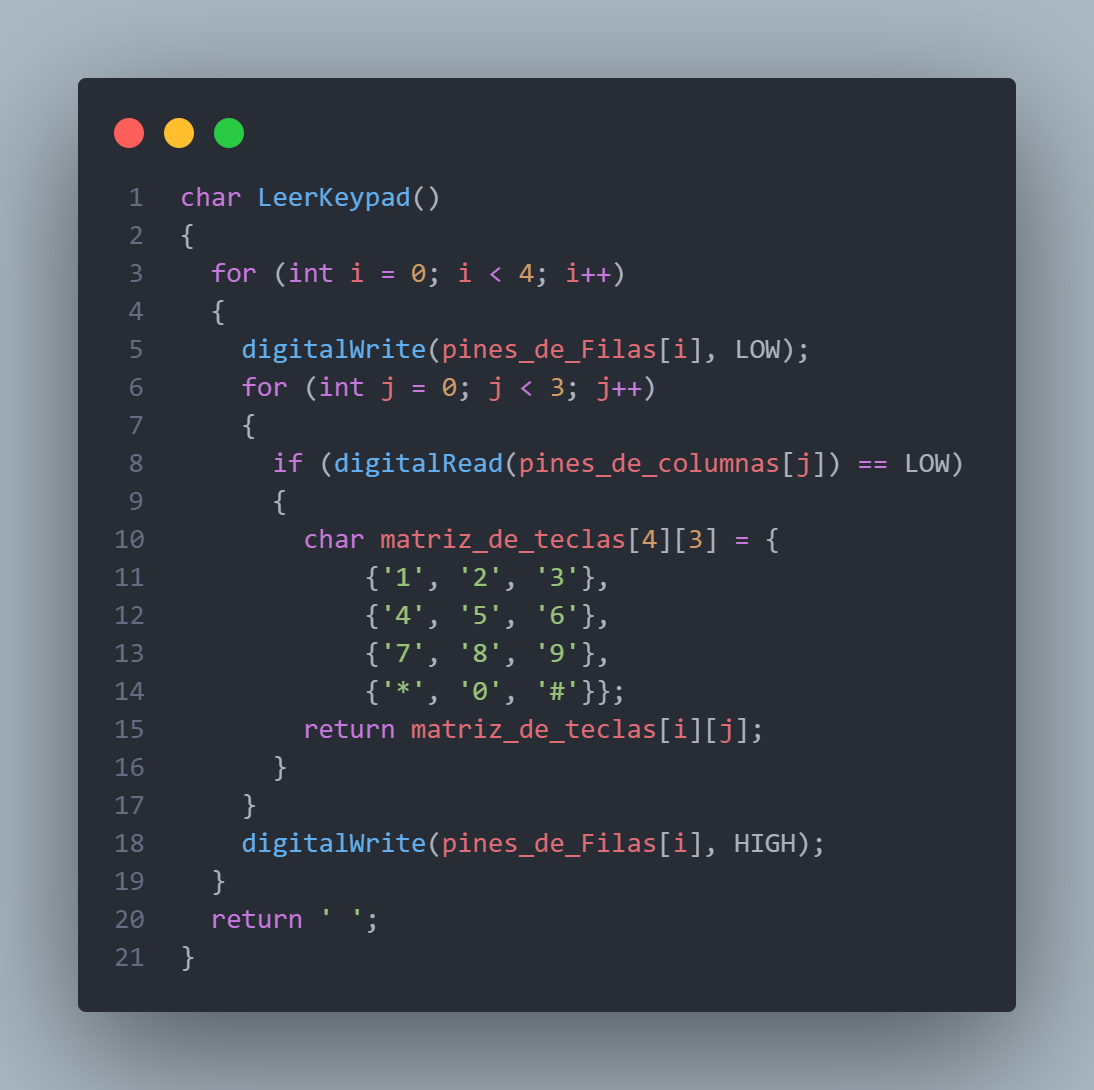 1 char LeerKeypad()
2 {
3   for (int i = 0; i < 4; i++)
4   {
5     digitalWrite(pines_de_Filas[i], LOW);
6     for (int j = 0; j < 3; j++)
7     {
8       if (digitalRead(pines_de_columnas[j]) == LOW)
9       {
10         char matriz_de_teclas[4][3] = {
11             {'1', '2', '3'},
12             {'4', '5', '6'},
13             {'7', '8', '9'},
14             {'*', '0', '#'}};
15         return matriz_de_teclas[i][j];
16       }
17     }
18     digitalWrite(pines_de_Filas[i], HIGH);
19   }
20   return ' ';
21 }